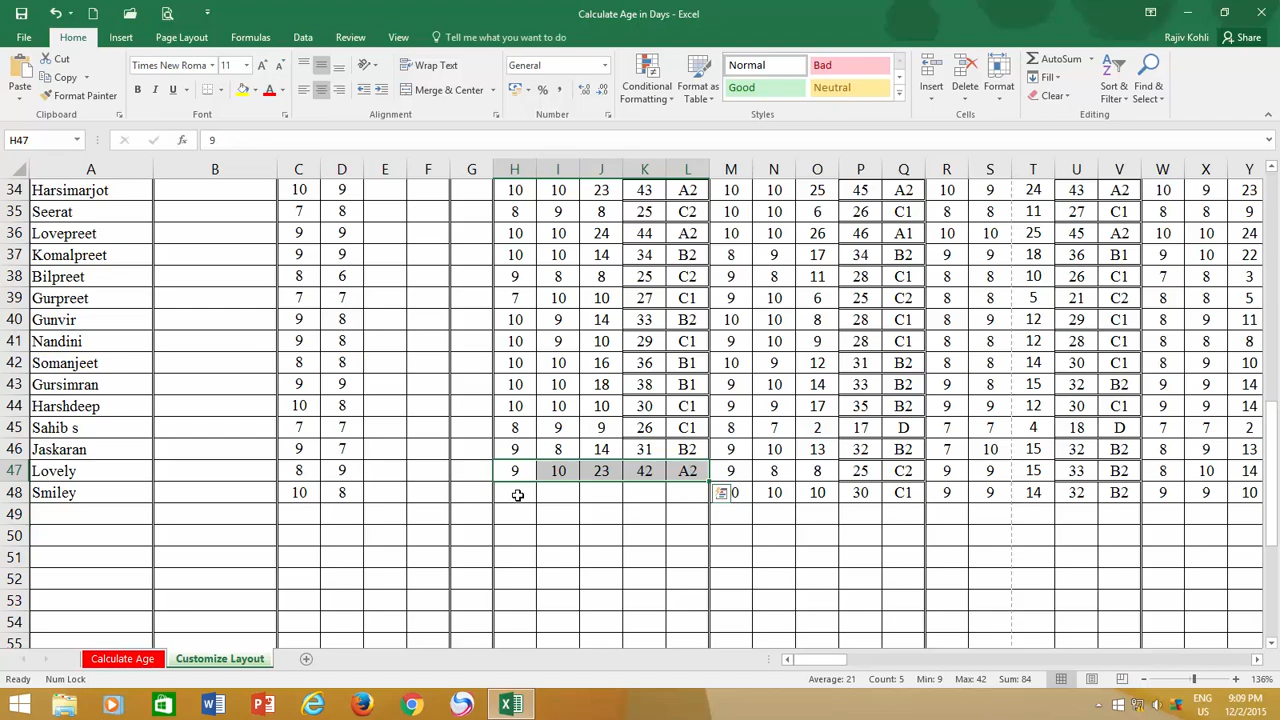 Calculate Age in Days - Excel
File Home Insert Page Layout Formulas Data Review View Tell me what you want to do Rajiv Kohli Share
Paste Cut Copy Format Painter Clipboard
Times New Roma 11 B I U A Font
Wrap Text Merge & Center Alignment
General % , Number
Conditional Formatting Format as Table Normal Bad Good Neutral Styles
Insert Delete Format Cells
AutoSum Fill Clear Sort & Filter Find & Select Editing
H47 fx 9
A B C D E F G H I J K L M N O P Q R S T U V W X Y
34 Harsimarjot 10 9 10 10 23 43 A2 10 10 25 45 A2 10 9 24 43 A2 10 9 23
35 Seerat 7 8 8 9 8 25 C2 10 10 6 26 C1 8 8 11 27 C1 8 8 9
36 Lovepreet 9 9 10 10 24 44 A2 10 10 26 46 A1 10 10 25 45 A2 10 10 24
37 Komalpreet 9 9 10 10 14 34 B2 8 9 17 34 B2 9 9 18 36 B1 9 10 22
38 Bilpreet 8 6 9 8 8 25 C2 9 8 11 28 C1 8 8 10 26 C1 7 8 3
39 Gurpreet 7 7 7 10 10 27 C1 9 10 6 25 C2 8 8 5 21 C2 8 8 5
40 Gunvir 9 8 10 9 14 33 B2 10 10 8 28 C1 8 9 12 29 C1 8 9 11
41 Nandini 9 8 10 9 10 29 C1 9 10 9 28 C1 8 8 12 28 C1 8 8 8
42 Somanjeet 8 8 10 10 16 36 B1 10 9 12 31 B2 8 8 14 30 C1 8 9 10
43 Gursimran 9 9 10 10 18 38 B1 9 10 14 33 B2 9 8 15 32 B2 9 9 14
44 Harshdeep 10 8 10 10 10 30 C1 9 9 17 35 B2 9 9 12 30 C1 9 9 14
45 Sahib s 7 7 8 9 9 26 C1 8 7 2 17 D 7 7 4 18 D 7 7 2
46 Jaskaran 9 7 9 8 14 31 B2 9 10 13 32 B2 7 10 15 32 B2 8 9 13
47 Lovely 8 9 9 10 23 42 A2 9 8 8 25 C2 9 9 15 33 B2 8 10 14
48 Smiley 10 8 0 10 10 30 C1 9 9 14 32 B2 9 9 10
49
50
51
52
53
54
55
Calculate Age Customize Layout
Ready Num Lock Average: 21 Count: 5 Min: 9 Max: 42 Sum: 84 136%
ENG US 9:09 PM 12/2/2015